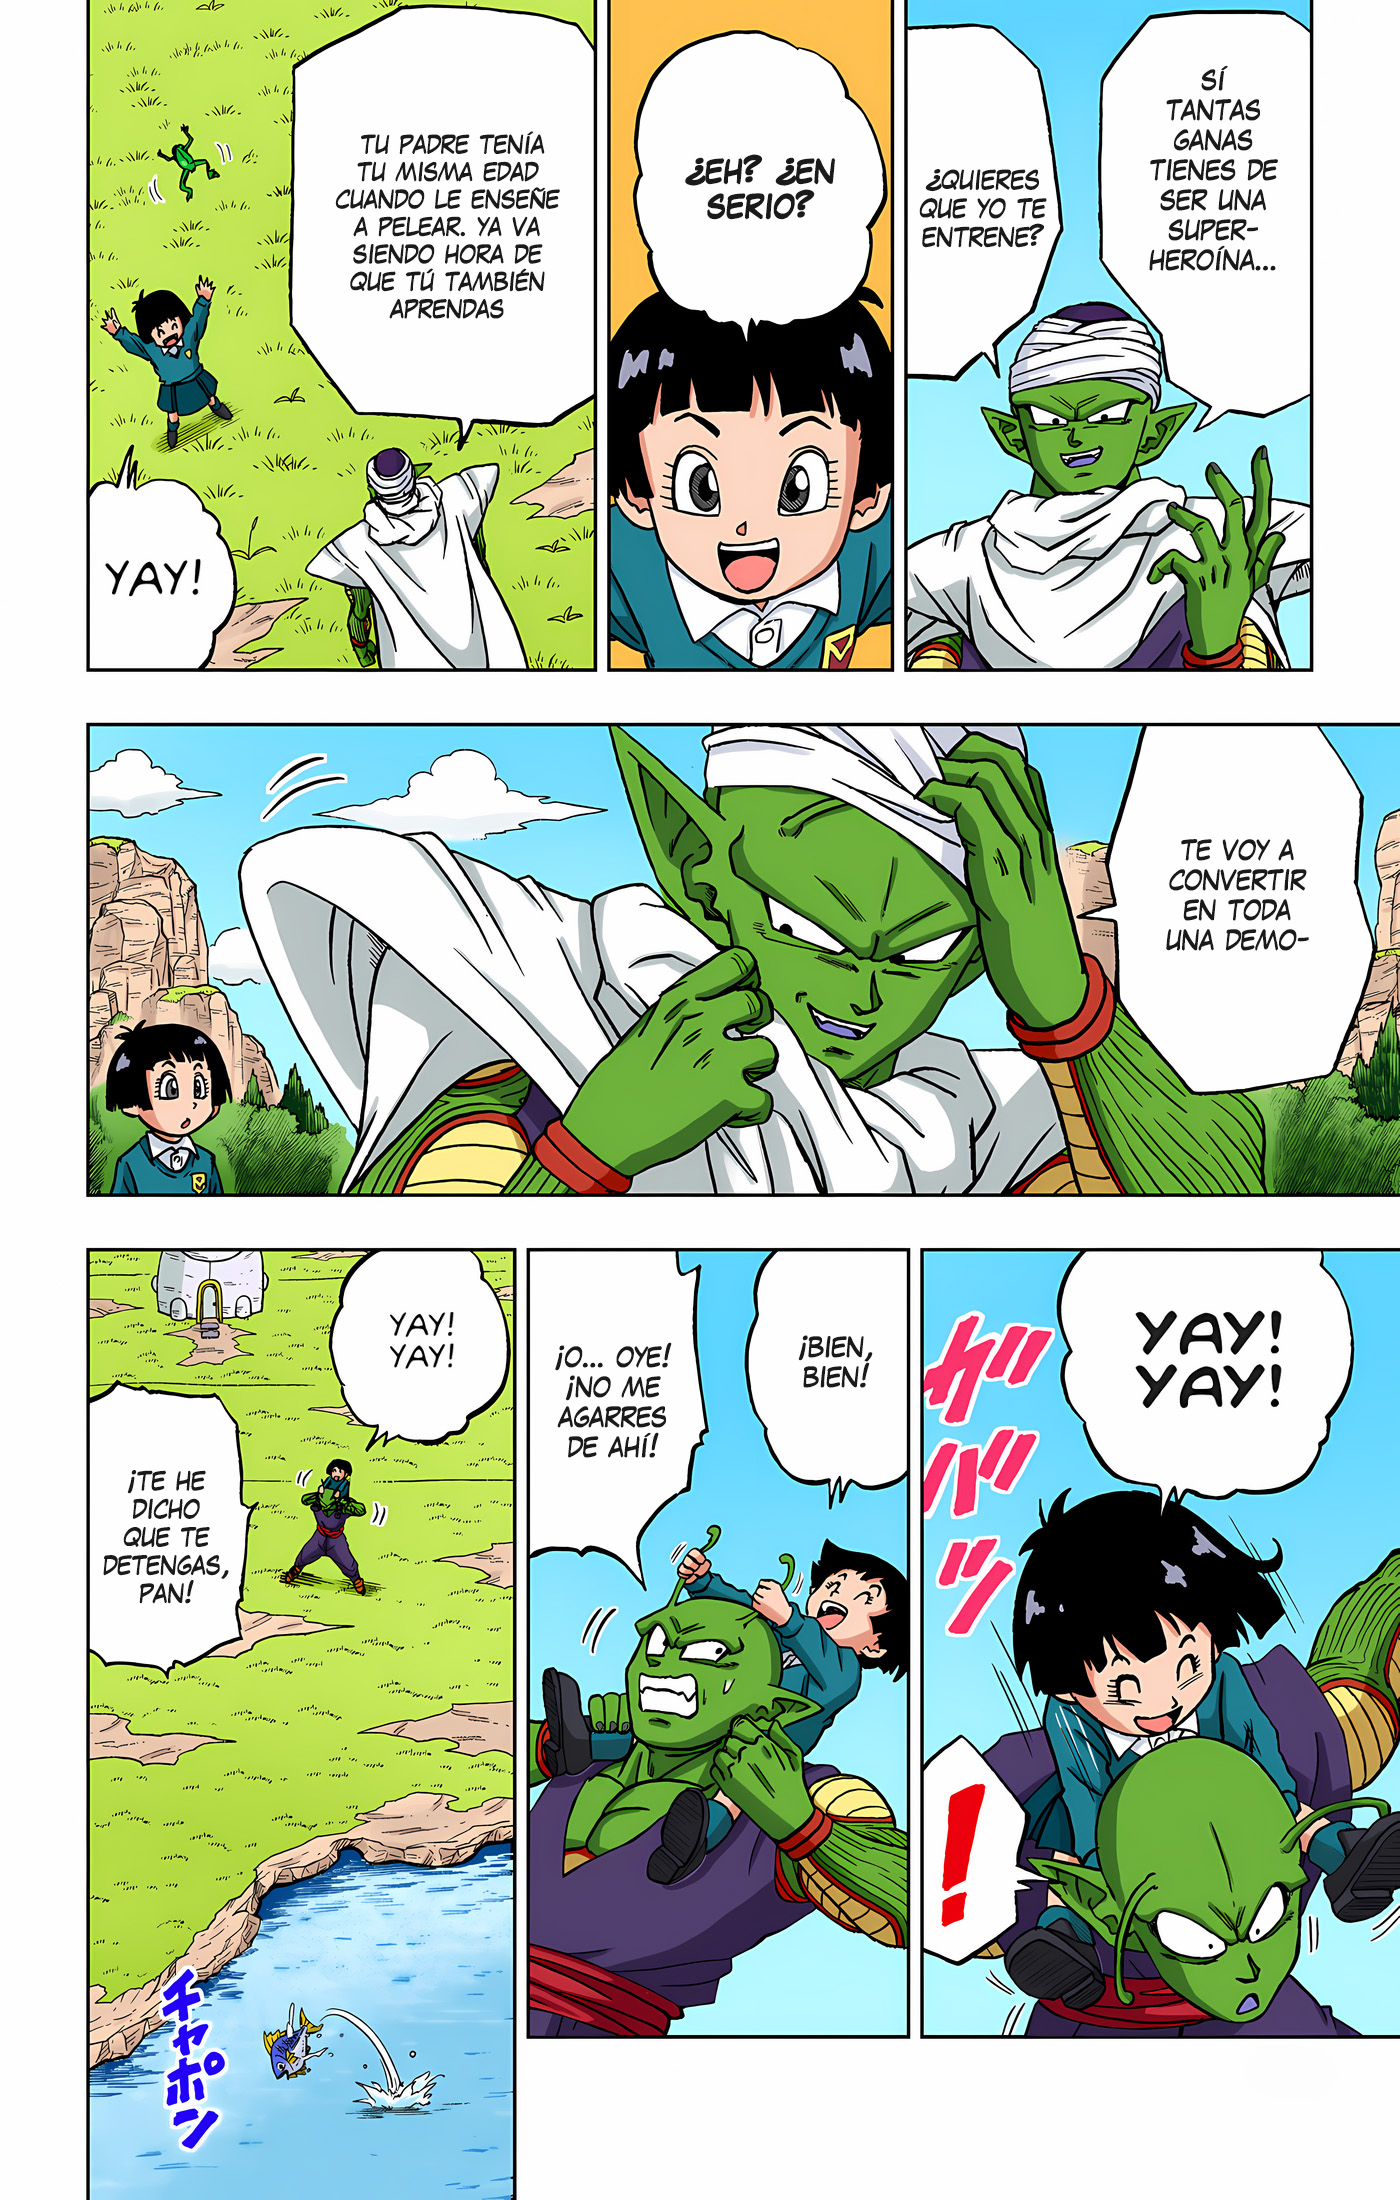 SÍ
TANTAS
GANAS
TIENES DE
SER UNA
SUPER-
HEROÍNA...
¿QUIERES
QUE YO TE
ENTRENE?
¿EH? ¿EN
SERIO?
TU PADRE TENÍA
TU MISMA EDAD
CUANDO LE ENSEÑE
A PELEAR. YA VA
SIENDO HORA DE
QUE TÚ TAMBIÉN
APRENDAS
YAY!
TE VOY A
CONVERTIR
EN TODA
UNA DEMO-
YAY!
YAY!
ガバッ
!
¡BIEN,
BIEN!
¡O... OYE!
¡NO ME
AGARRES
DE AHÍ!
YAY!
YAY!
¡TE HE
DICHO
QUE TE
DETENGAS,
PAN!
チャポン